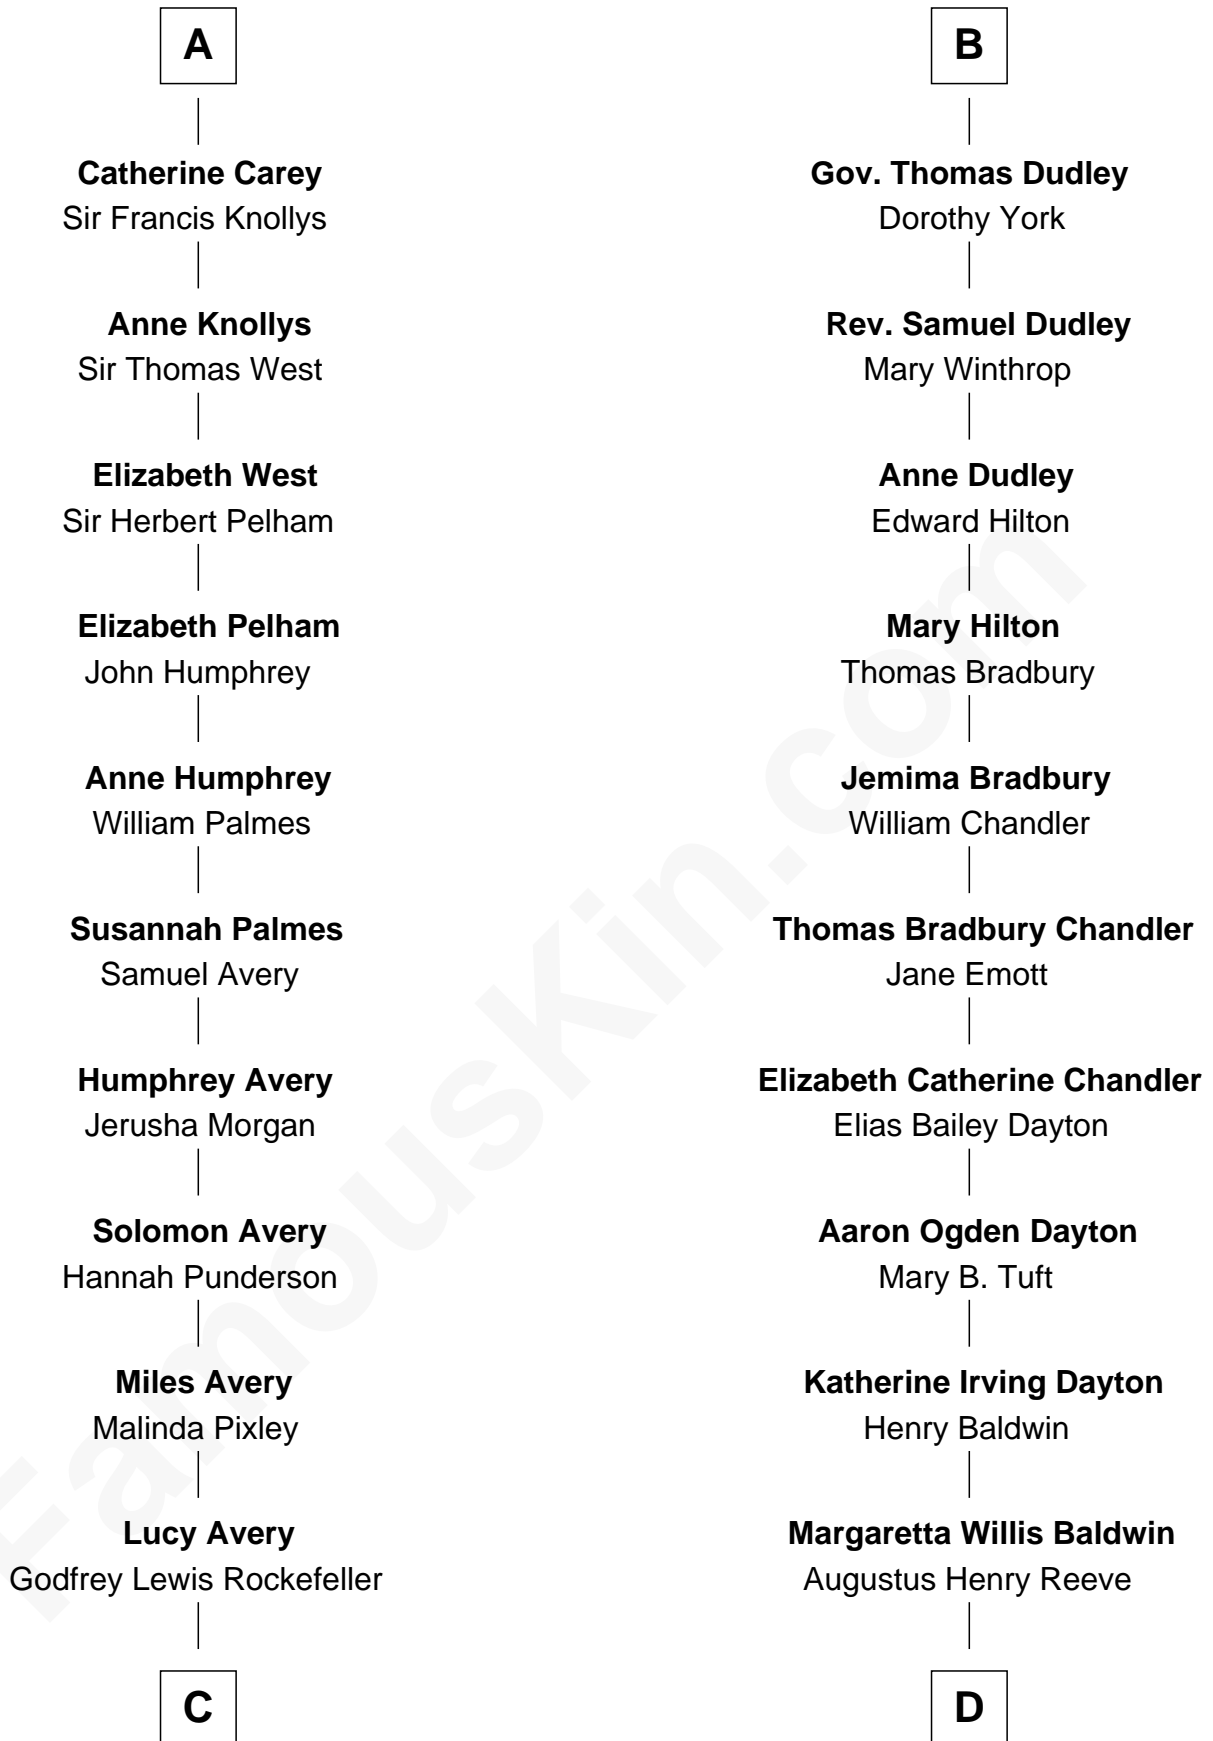 A
Catherine Carey
Sir Francis Knollys
Anne Knollys
Sir Thomas West
Elizabeth West
Sir Herbert Pelham
Elizabeth Pelham
John Humphrey
Anne Humphrey
William Palmes
Susannah Palmes
Samuel Avery
Humphrey Avery
Jerusha Morgan
Solomon Avery
Hannah Punderson
Miles Avery
Malinda Pixley
Lucy Avery
Godfrey Lewis Rockefeller
C
B
Gov. Thomas Dudley
Dorothy York
Rev. Samuel Dudley
Mary Winthrop
Anne Dudley
Edward Hilton
Mary Hilton
Thomas Bradbury
Jemima Bradbury
William Chandler
Thomas Bradbury Chandler
Jane Emott
Elizabeth Catherine Chandler
Elias Bailey Dayton
Aaron Ogden Dayton
Mary B. Tuft
Katherine Irving Dayton
Henry Baldwin
Margaretta Willis Baldwin
Augustus Henry Reeve
D
FamousKin.com